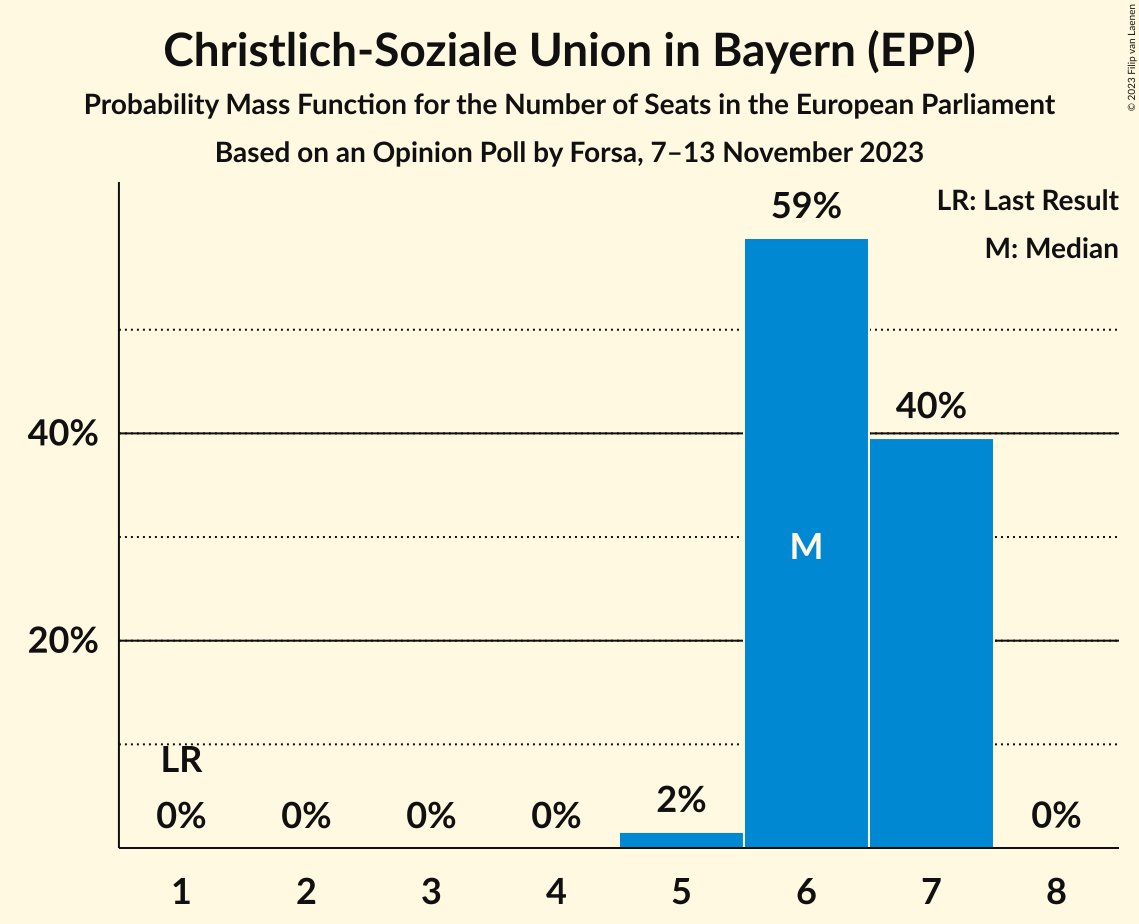 Christlich-Soziale Union in Bayern (EPP)
Probability Mass Function for the Number of Seats in the European Parliament
Based on an Opinion Poll by Forsa, 7–13 November 2023
© 2023 Filip van Laenen
LR: Last Result
M: Median
59%
40%
40%
M
20%
LR
0% 0% 0% 0% 2% 0%
1 2 3 4 5 6 7 8